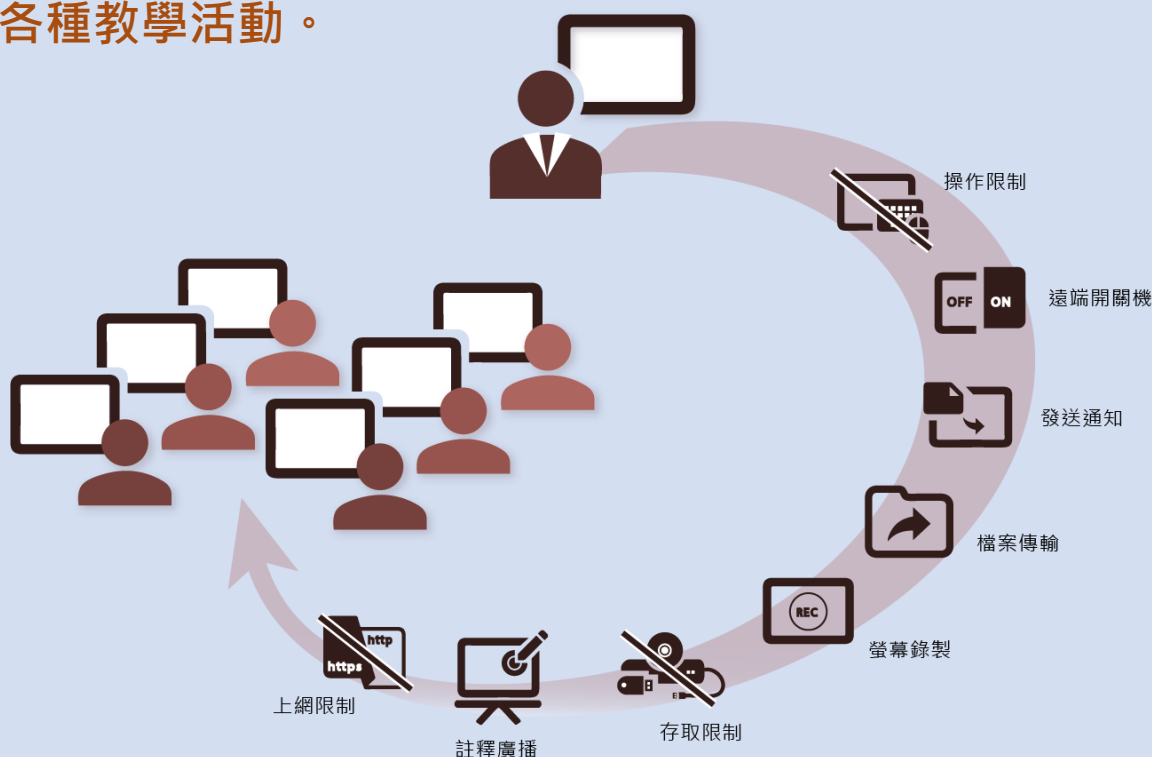 各種教學活動。
操作限制
OFF ON
遠端開關機
發送通知
檔案傳輸
REC
螢幕錄製
存取限制
註釋廣播
http
https
上網限制